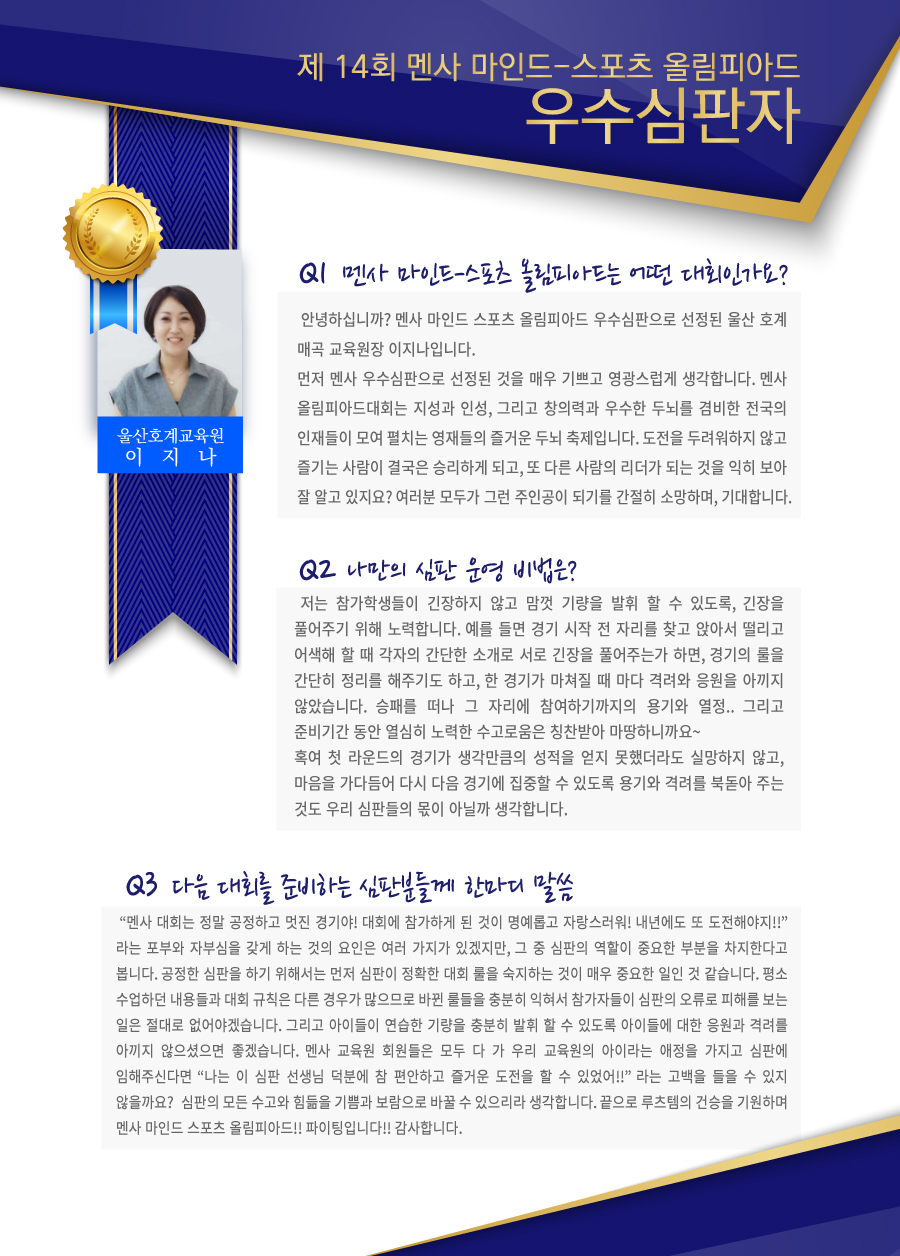 제 14회 멘사 마인드-스포츠 올림피아드
우수심판자
울산호계교육원
이 지 나
Q1 멘사 마인드-스포츠 올림피아드는 어떤 대회인가요?
안녕하십니까? 멘사 마인드 스포츠 올림피아드 우수심판으로 선정된 울산 호계
매곡 교육원장 이지나입니다.
먼저 멘사 우수심판으로 선정된 것을 매우 기쁘고 영광스럽게 생각합니다. 멘사
올림피아드대회는 지성과 인성, 그리고 창의력과 우수한 두뇌를 겸비한 전국의
인재들이 모여 펼치는 영재들의 즐거운 두뇌 축제입니다. 도전을 두려워하지 않고
즐기는 사람이 결국은 승리하게 되고, 또 다른 사람의 리더가 되는 것을 익히 보아
잘 알고 있지요? 여러분 모두가 그런 주인공이 되기를 간절히 소망하며, 기대합니다.
Q2 나만의 심판 운영 비법은?
저는 참가학생들이 긴장하지 않고 맘껏 기량을 발휘 할 수 있도록, 긴장을
풀어주기 위해 노력합니다. 예를 들면 경기 시작 전 자리를 찾고 앉아서 떨리고
어색해 할 때 각자의 간단한 소개로 서로 긴장을 풀어주는가 하면, 경기의 룰을
간단히 정리를 해주기도 하고, 한 경기가 마쳐질 때 마다 격려와 응원을 아끼지
않았습니다. 승패를 떠나 그 자리에 참여하기까지의 용기와 열정.. 그리고
준비기간 동안 열심히 노력한 수고로움은 칭찬받아 마땅하니까요~
혹여 첫 라운드의 경기가 생각만큼의 성적을 얻지 못했더라도 실망하지 않고,
마음을 가다듬어 다시 다음 경기에 집중할 수 있도록 용기와 격려를 북돋아 주는
것도 우리 심판들의 몫이 아닐까 생각합니다.
Q3 다음 대회를 준비하는 심판분들께 한마디 말씀
“멘사 대회는 정말 공정하고 멋진 경기야! 대회에 참가하게 된 것이 명예롭고 자랑스러워! 내년에도 또 도전해야지!!”
라는 포부와 자부심을 갖게 하는 것의 요인은 여러 가지가 있겠지만, 그 중 심판의 역할이 중요한 부분을 차지한다고
봅니다. 공정한 심판을 하기 위해서는 먼저 심판이 정확한 대회 룰을 숙지하는 것이 매우 중요한 일인 것 같습니다. 평소
수업하던 내용들과 대회 규칙은 다른 경우가 많으므로 바뀐 룰들을 충분히 익혀서 참가자들이 심판의 오류로 피해를 보는
일은 절대로 없어야겠습니다. 그리고 아이들이 연습한 기량을 충분히 발휘 할 수 있도록 아이들에 대한 응원과 격려를
아끼지 않으셨으면 좋겠습니다. 멘사 교육원 회원들은 모두 다 가 우리 교육원의 아이라는 애정을 가지고 심판에
임해주신다면 “나는 이 심판 선생님 덕분에 참 편안하고 즐거운 도전을 할 수 있었어!!” 라는 고백을 들을 수 있지
않을까요? 심판의 모든 수고와 힘듦을 기쁨과 보람으로 바꿀 수 있으리라 생각합니다. 끝으로 루츠템의 건승을 기원하며
멘사 마인드 스포츠 올림피아드!! 파이팅입니다!! 감사합니다.